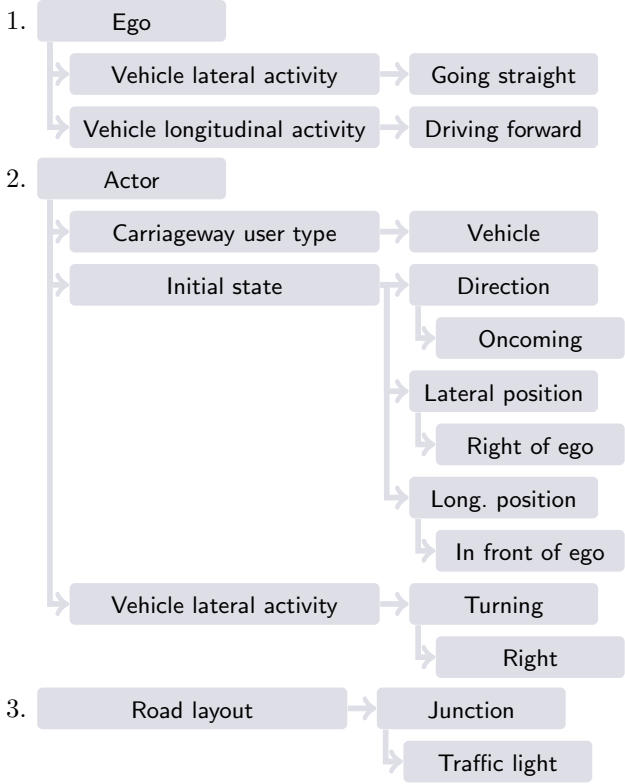 1. Ego
Vehicle lateral activity Going straight
Vehicle longitudinal activity Driving forward
2. Actor
Carriageway user type Vehicle
Initial state Direction
Oncoming
Lateral position
Right of ego
Long. position
In front of ego
Vehicle lateral activity Turning
Right
3. Road layout Junction
Traffic light